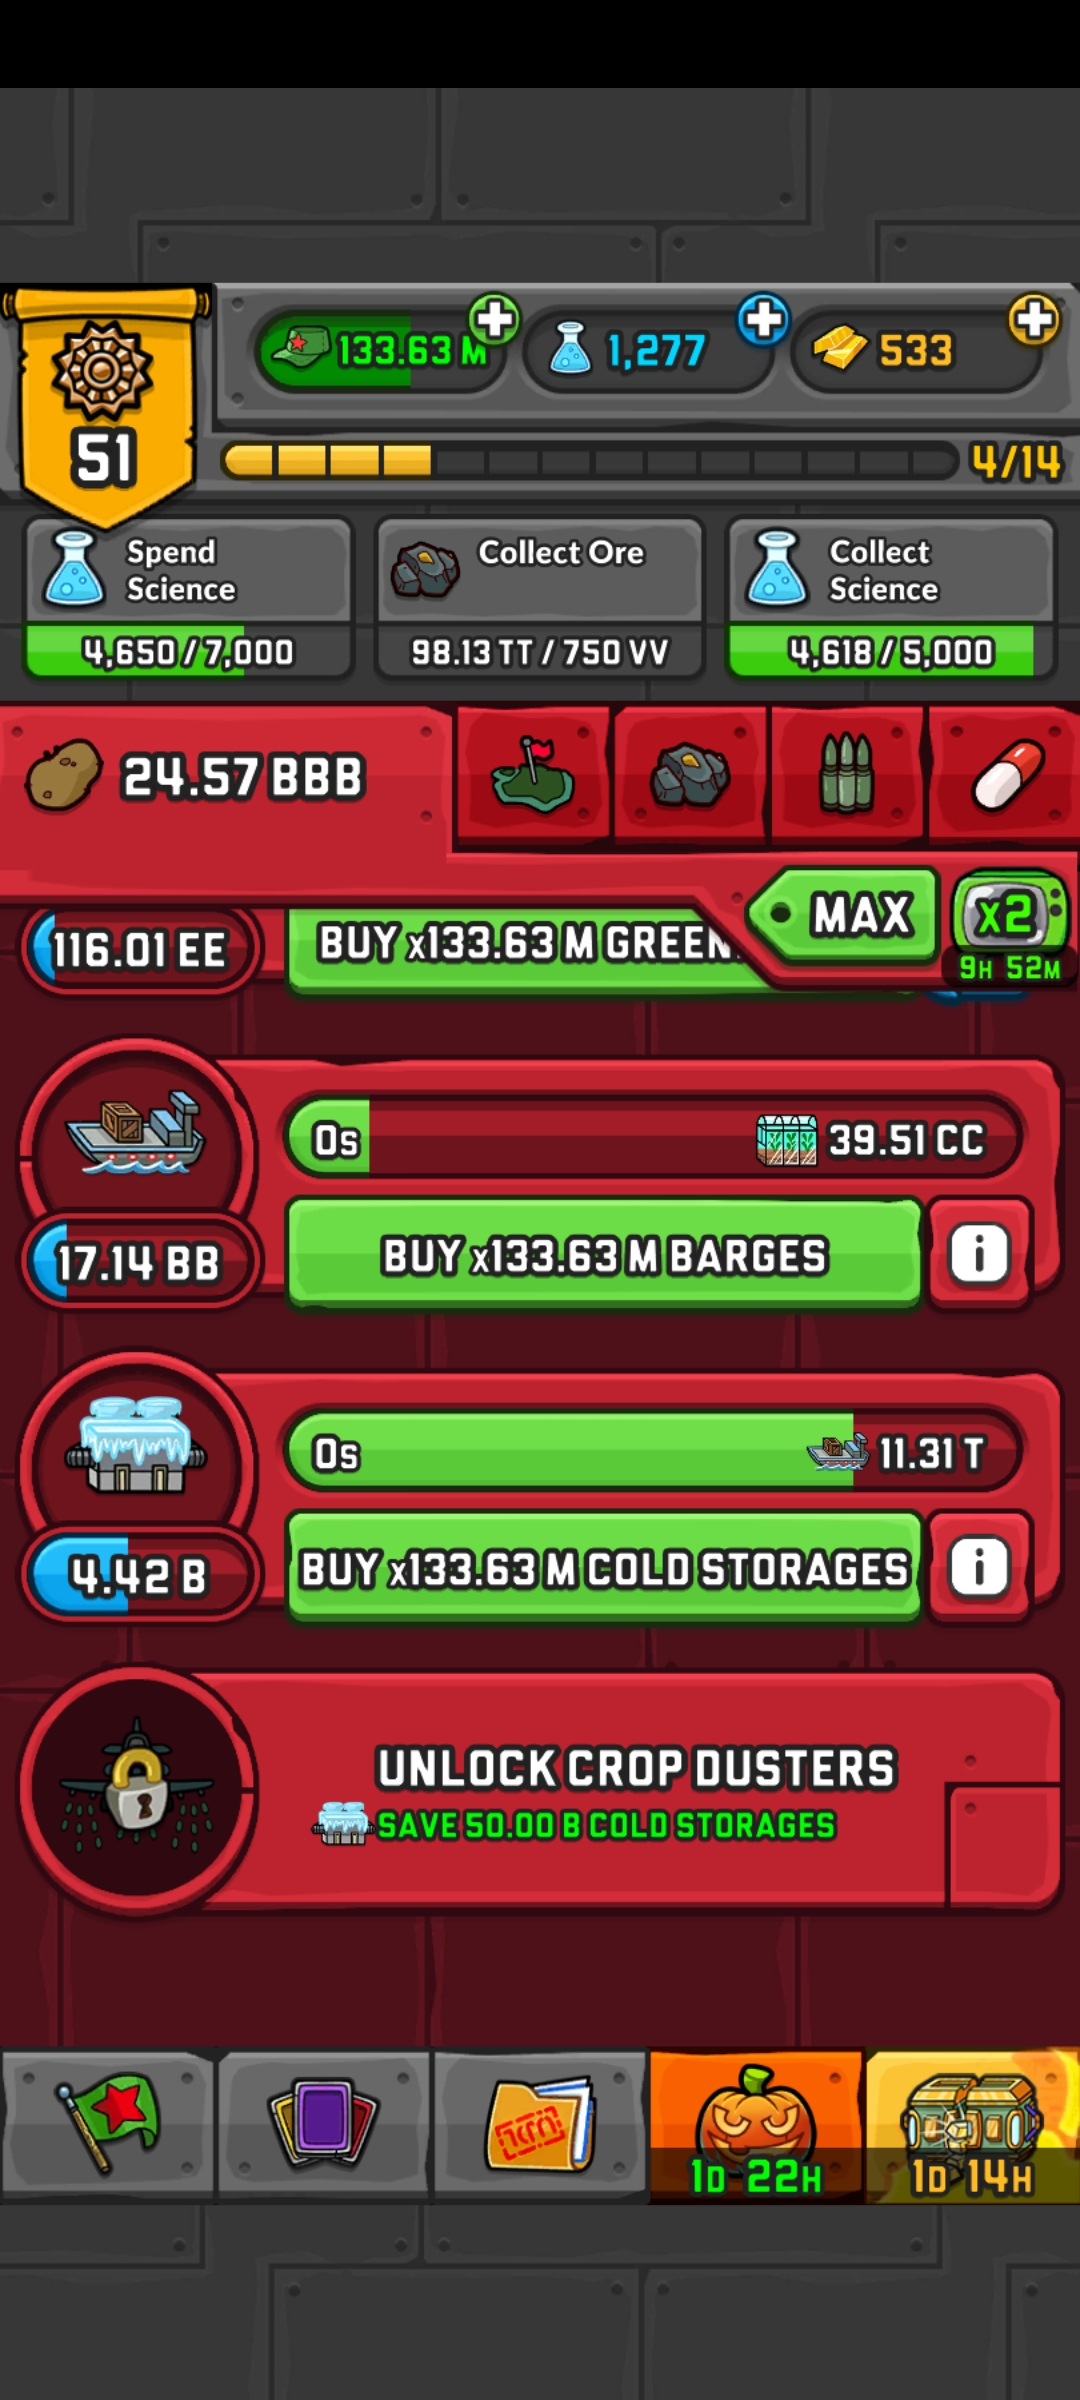 133.63 M
1,277
533
51
4/14
Spend
Science
Collect Ore
Collect
Science
4,650/7,000
98.13 TT / 750 VV
4,618/5,000
24.57 BBB
MAX
x2
9H 52M
116.01 EE
BUY x133.63 M GREEN
0s
39.51 CC
17.14 BB
BUY x133.63 M BARGES
i
0s
11.31 T
4.42 B
BUY x133.63 M COLD STORAGES
i
UNLOCK CROP DUSTERS
SAVE 50.00 B COLD STORAGES
1D 22H
1D 14H